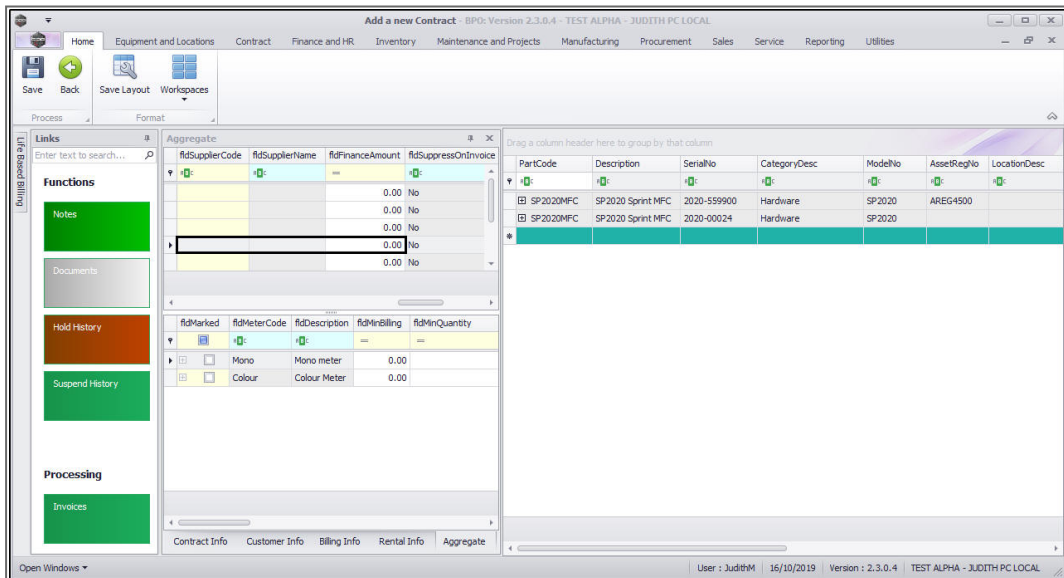 Add a new Contract - BPO: Version 2.3.0.4 - TEST ALPHA - JUDITH PC LOCAL
Home Equipment and Locations Contract Finance and HR Inventory Maintenance and Projects Manufacturing Procurement Sales Service Reporting Utilities
Save Back Save Layout Workspaces
Process Format
Life Based Billing
Links
Enter text to search...
Functions
Notes
Documents
Hold History
Suspend History
Processing
Invoices
Aggregate
fldSupplierCode fldSupplierName fldFinanceAmount fldSuppressOnInvoice
0.00 No
0.00 No
0.00 No
0.00 No
0.00 No
fldMarked fldMeterCode fldDescription fldMinBilling fldMinQuantity
Mono Mono meter 0.00
Colour Colour Meter 0.00
Contract Info Customer Info Billing Info Rental Info Aggregate
Drag a column header here to group by that column
PartCode Description SerialNo CategoryDesc ModelNo AssetRegNo LocationDesc
SP2020MFC SP2020 Sprint MFC 2020-559900 Hardware SP2020 AREG4500
SP2020MFC SP2020 Sprint MFC 2020-00024 Hardware SP2020
Open Windows User : JudithM 16/10/2019 Version : 2.3.0.4 TEST ALPHA - JUDITH PC LOCAL